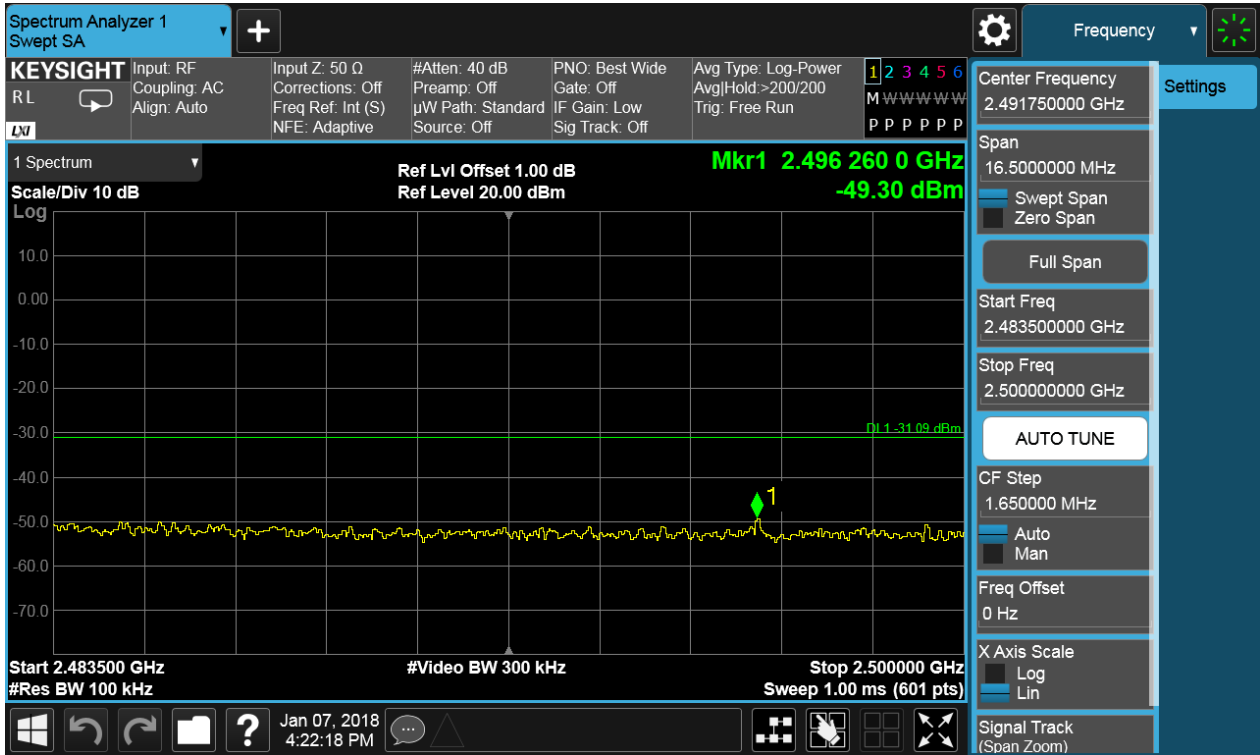 Spectrum Analyzer 1
Swept SA
+
Frequency
KEYSIGHT
R L
LXI
Input: RF
Coupling: AC
Align: Auto
Input Z: 50 Ω
Corrections: Off
Freq Ref: Int (S)
NFE: Adaptive
#Atten: 40 dB
Preamp: Off
µW Path: Standard
Source: Off
PNO: Best Wide
Gate: Off
IF Gain: Low
Sig Track: Off
Avg Type: Log-Power
Avg|Hold:>200/200
Trig: Free Run
1 2 3 4 5 6
M W W W W W
P P P P P P
1 Spectrum
Scale/Div 10 dB
Log
Ref Lvl Offset 1.00 dB
Ref Level 20.00 dBm
Mkr1 2.496 260 0 GHz
-49.30 dBm
10.0
0.00
-10.0
-20.0
-30.0
DL1 -31.09 dBm
-40.0
1
-50.0
-60.0
-70.0
Start 2.483500 GHz
#Res BW 100 kHz
#Video BW 300 kHz
Stop 2.500000 GHz
Sweep 1.00 ms (601 pts)
?
Jan 07, 2018
4:22:18 PM
Center Frequency
2.491750000 GHz
Span
16.5000000 MHz
Swept Span
Zero Span
Full Span
Start Freq
2.483500000 GHz
Stop Freq
2.500000000 GHz
AUTO TUNE
CF Step
1.650000 MHz
Auto
Man
Freq Offset
0 Hz
X Axis Scale
Log
Lin
Signal Track
(Span Zoom)
Settings